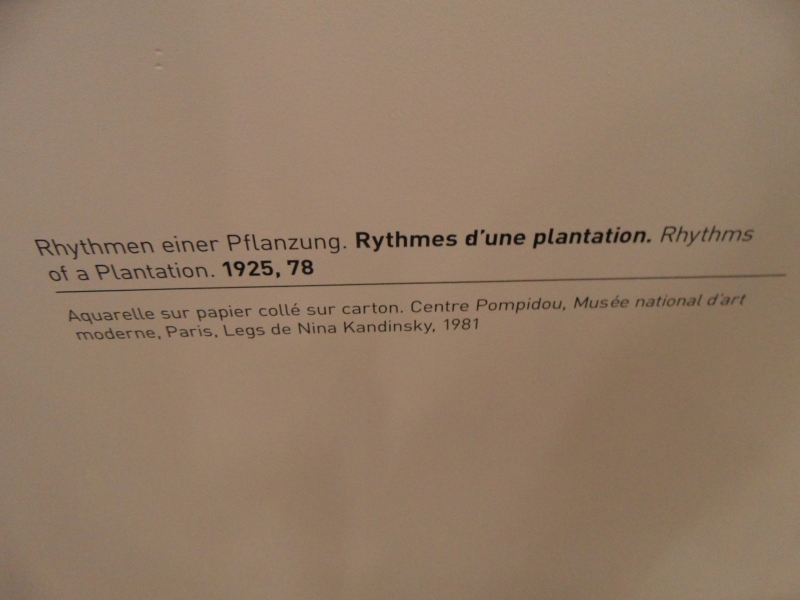 Rhythmen einer Pflanzung. Rythmes d'une plantation. Rhythms
of a Plantation. 1925, 78
Aquarelle sur papier collé sur carton. Centre Pompidou, Musée national d'art
moderne, Paris, Legs de Nina Kandinsky, 1981